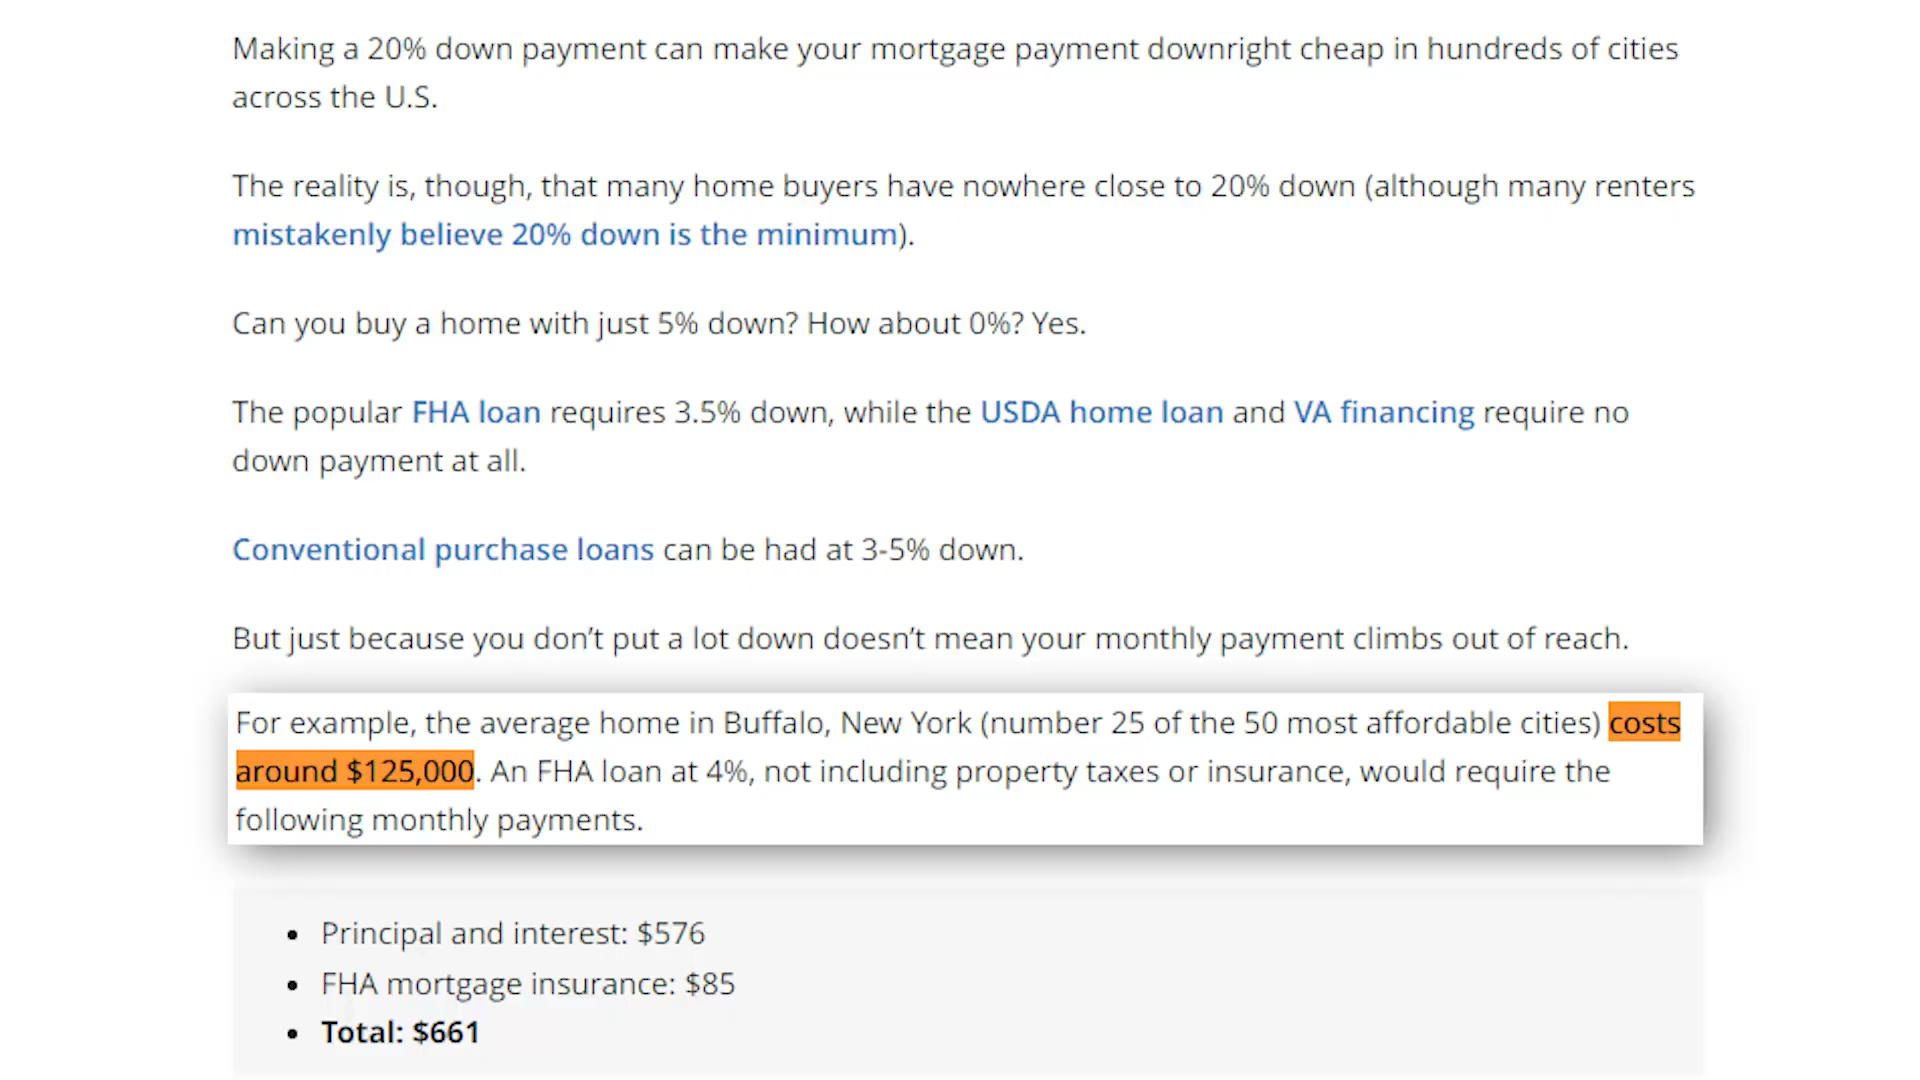 Making a 20% down payment can make your mortgage payment downright cheap in hundreds of cities
across the U.S.
The reality is, though, that many home buyers have nowhere close to 20% down (although many renters
mistakenly believe 20% down is the minimum).
Can you buy a home with just 5% down? How about 0%? Yes.
The popular FHA loan requires 3.5% down, while the USDA home loan and VA financing require no
down payment at all.
Conventional purchase loans can be had at 3-5% down.
But just because you don’t put a lot down doesn’t mean your monthly payment climbs out of reach.
For example, the average home in Buffalo, New York (number 25 of the 50 most affordable cities) costs
around $125,000. An FHA loan at 4%, not including property taxes or insurance, would require the
following monthly payments.
• Principal and interest: $576
• FHA mortgage insurance: $85
• Total: $661